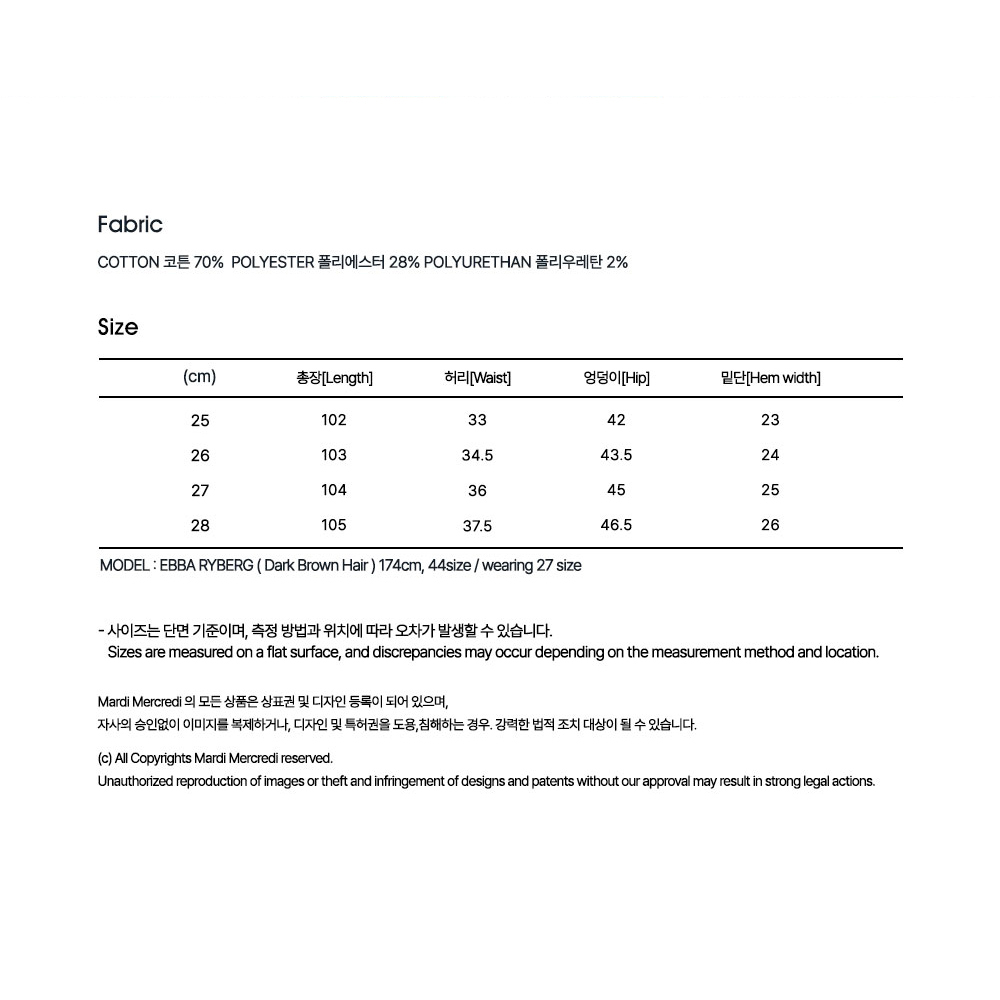 Fabric
COTTON 코튼 70% POLYESTER 폴리에스터 28% POLYURETHAN 폴리우레탄 2%
Size
(cm) 총장[Length] 허리[Waist] 엉덩이[Hip] 밑단[Hem width]
25 102 33 42 23
26 103 34.5 43.5 24
27 104 36 45 25
28 105 37.5 46.5 26
MODEL : EBBA RYBERG ( Dark Brown Hair ) 174cm, 44size / wearing 27 size
- 사이즈는 단면 기준이며, 측정 방법과 위치에 따라 오차가 발생할 수 있습니다.
Sizes are measured on a flat surface, and discrepancies may occur depending on the measurement method and location.
Mardi Mercredi 의 모든 상품은 상표권 및 디자인 등록이 되어 있으며,
자사의 승인없이 이미지를 복제하거나, 디자인 및 특허권을 도용,침해하는 경우. 강력한 법적 조치 대상이 될 수 있습니다.
(c) All Copyrights Mardi Mercredi reserved.
Unauthorized reproduction of images or theft and infringement of designs and patents without our approval may result in strong legal actions.